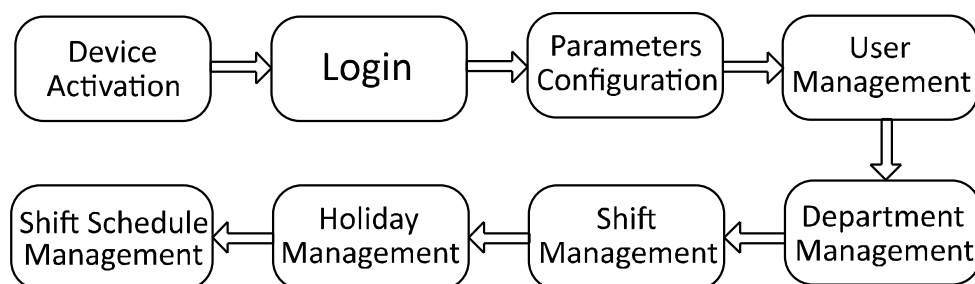 Device
Activation
Login
Parameters
Configuration
User
Management
Department
Management
Shift
Management
Holiday
Management
Shift Schedule
Management